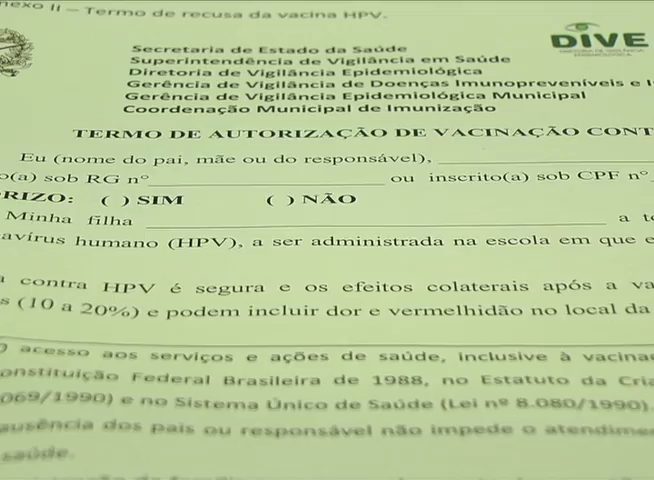 nexo II – Termo de recusa da vacina HPV.
DIVE
Secretaria de Estado da Saúde
Superintendência de Vigilância em Saúde
Diretoria de Vigilância Epidemiológica
Gerência de Vigilância de Doenças Imunopreveníveis e I
Gerência de Vigilância Epidemiológica Municipal
Coordenação Municipal de Imunização
TERMO DE AUTORIZAÇÃO DE VACINAÇÃO CONT
Eu (nome do pai, mãe ou do responsável),
o(a) sob RG nº ou inscrito(a) sob CPF nº
ORIZO: ( ) SIM ( ) NÃO
Minha filha a t
avírus humano (HPV), a ser administrada na escola em que e
a contra HPV é segura e os efeitos colaterais após a va
s (10 a 20%) e podem incluir dor e vermelhidão no local da
O acesso aos serviços e ações de saúde, inclusive à vacina
onstituição Federal Brasileira de 1988, no Estatuto da Cria
069/1990) e no Sistema Único de Saúde (Lei nº 8.080/1990).
ausência dos pais ou responsável não impede o atendime
saúde.